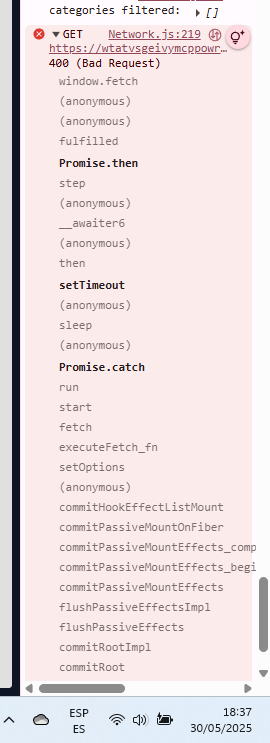 categories filtered: ▶ []
▼GET Network.js:219
https://wtatvsgeivymcppowr…
400 (Bad Request)
window.fetch
(anonymous)
(anonymous)
fulfilled
Promise.then
step
(anonymous)
__awaiter6
(anonymous)
then
setTimeout
(anonymous)
sleep
(anonymous)
Promise.catch
run
start
fetch
executeFetch_fn
setOptions
(anonymous)
commitHookEffectListMount
commitPassiveMountOnFiber
commitPassiveMountEffects_comp
commitPassiveMountEffects_begi
commitPassiveMountEffects
flushPassiveEffectsImpl
flushPassiveEffects
commitRootImpl
commitRoot
ESP
ES
18:37
30/05/2025